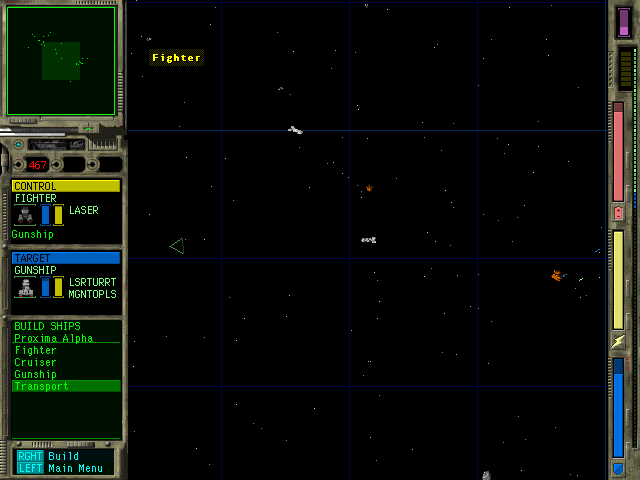 Fighter
467
CONTROL
FIGHTER
LASER
Gunship
TARGET
GUNSHIP
LSRTURRT
MGNTOPLS
BUILD SHIPS
Proxima Alpha
Fighter
Cruiser
Gunship
Transport
RGHT Build
LEFT Main Menu